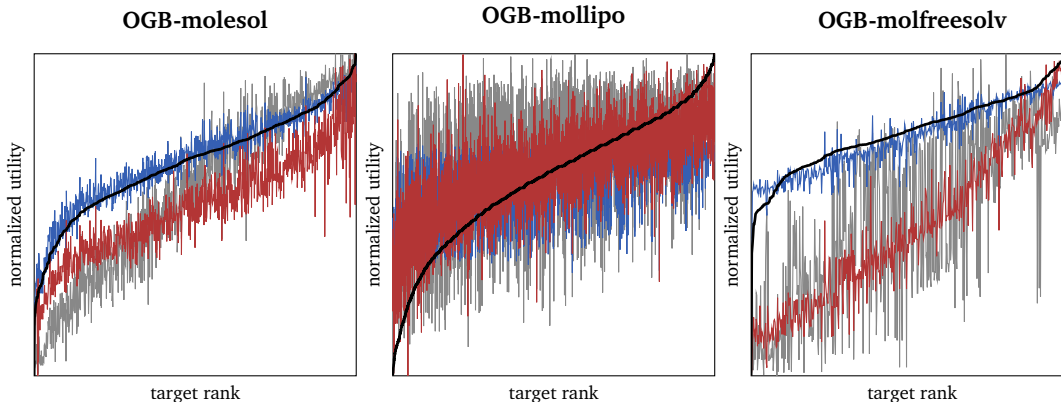 OGB-molesol
OGB-mollipo
OGB-molfreesolv
normalized utility
normalized utility
normalized utility
target rank
target rank
target rank